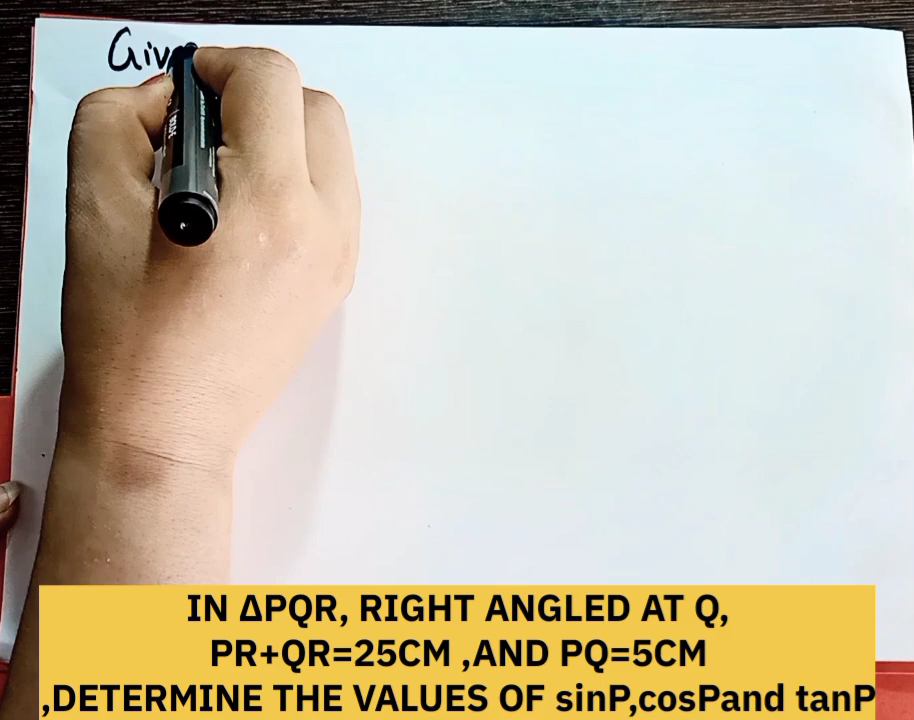 Giv
IN ΔPQR, RIGHT ANGLED AT Q,
PR+QR=25CM ,AND PQ=5CM
,DETERMINE THE VALUES OF sinP,cosPand tanP